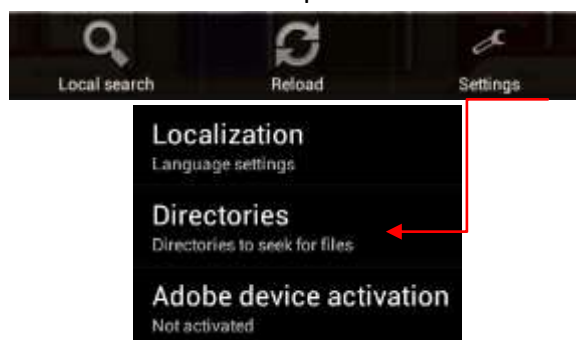 Local search Reload Settings
Localization
Language settings
Directories
Directories to seek for files
Adobe device activation
Not activated